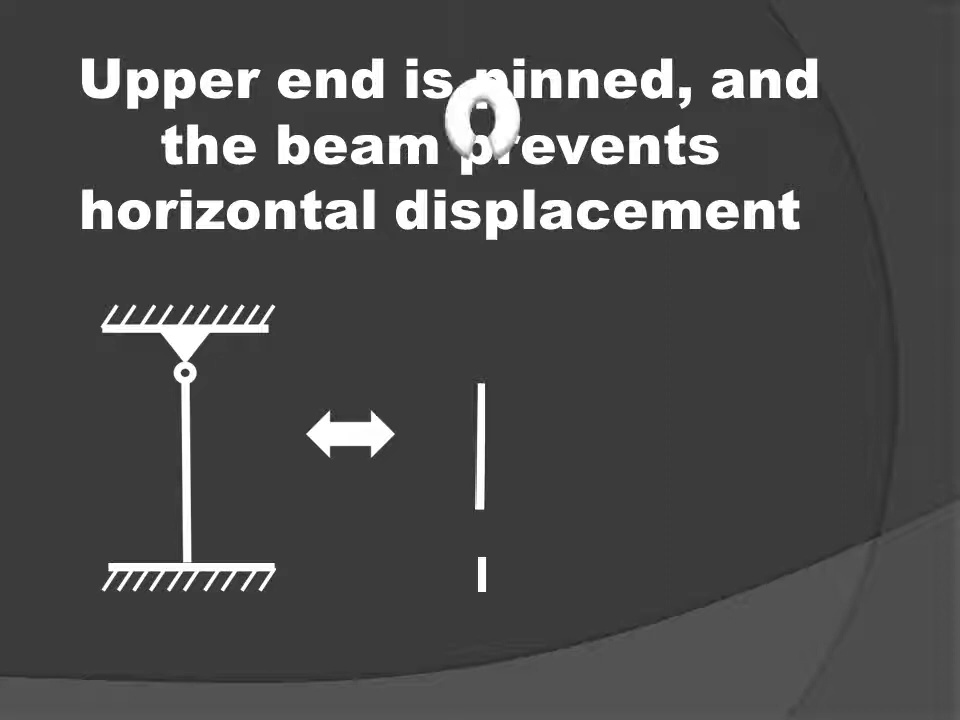 Upper end is pinned, and
the beam prevents
horizontal displacement